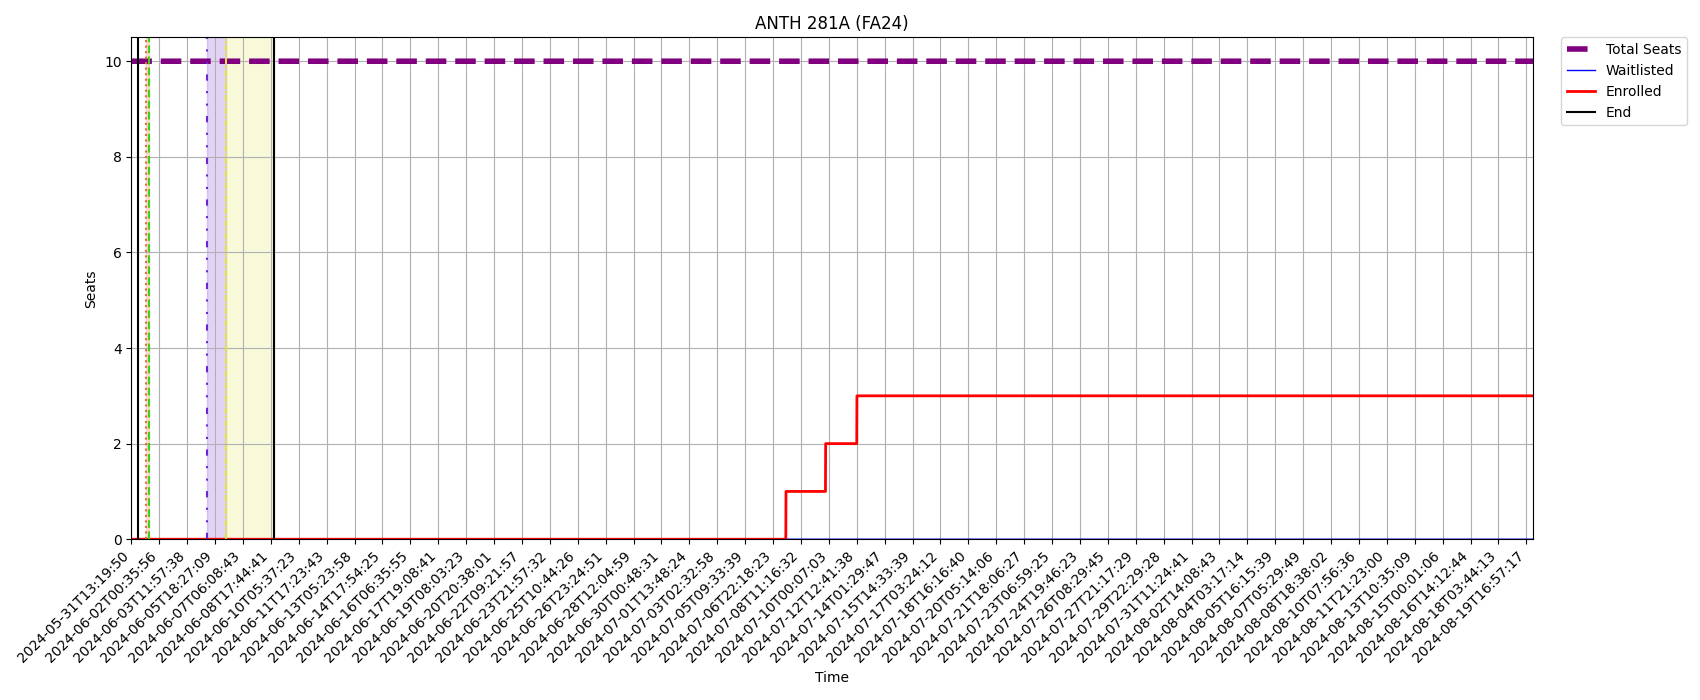 ANTH 281A (FA24)
Total Seats
Waitlisted
Enrolled
End
10
8
6
4
2
0
Seats
2024-05-31T13:19:50
2024-06-02T00:35:56
2024-06-03T11:57:38
2024-06-05T18:27:09
2024-06-07T06:08:43
2024-06-08T17:44:41
2024-06-10T05:37:23
2024-06-11T17:23:43
2024-06-13T05:23:58
2024-06-14T17:54:25
2024-06-16T06:35:55
2024-06-17T19:08:41
2024-06-19T08:03:23
2024-06-20T20:38:01
2024-06-22T09:21:57
2024-06-23T21:57:32
2024-06-25T10:44:26
2024-06-26T23:24:51
2024-06-28T12:04:59
2024-06-30T00:48:31
2024-07-01T13:48:24
2024-07-03T02:32:58
2024-07-05T09:33:39
2024-07-06T22:18:23
2024-07-08T11:16:32
2024-07-10T00:07:03
2024-07-12T12:41:38
2024-07-14T01:29:47
2024-07-15T14:33:39
2024-07-17T03:24:12
2024-07-18T16:16:40
2024-07-20T05:14:06
2024-07-21T18:06:27
2024-07-23T06:59:25
2024-07-24T19:46:23
2024-07-26T08:29:45
2024-07-27T21:17:29
2024-07-29T22:29:28
2024-07-31T11:24:41
2024-08-02T14:08:43
2024-08-04T03:17:14
2024-08-05T16:15:39
2024-08-07T05:29:49
2024-08-08T18:38:02
2024-08-10T07:56:36
2024-08-11T21:23:00
2024-08-13T10:35:09
2024-08-15T00:01:06
2024-08-16T14:12:44
2024-08-18T03:44:13
2024-08-19T16:57:17
Time